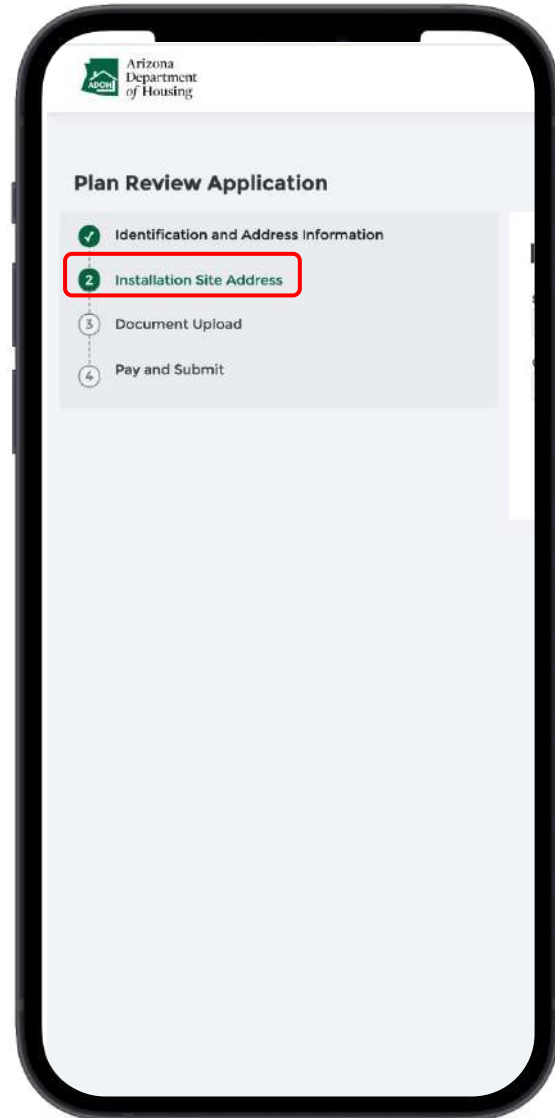 Arizona
Department
of Housing
ADOH
Plan Review Application
Identification and Address Information
2 Installation Site Address
3 Document Upload
4 Pay and Submit